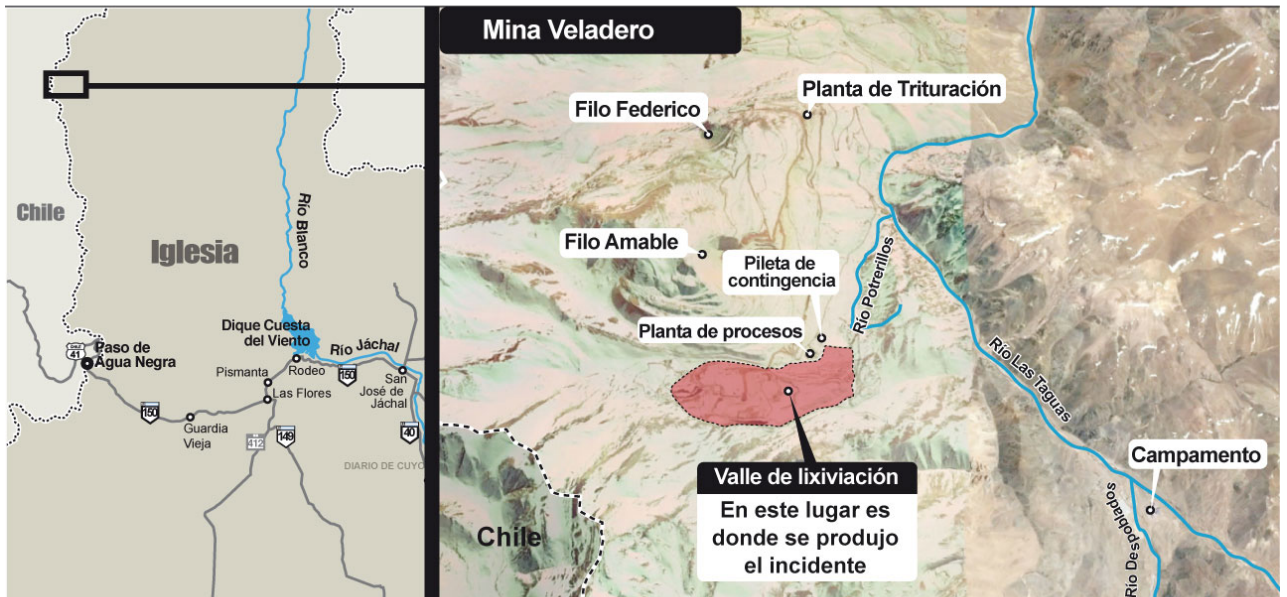 Chile
Iglesia
Río Blanco
Dique Cuesta
del Viento
Río Jáchal
CHILE
41
Paso de
Agua Negra
Pismanta
Rodeo
150
San
José de
Jáchal
Las Flores
150
Guardia
Vieja
412
149
40
DIARIO DE CUYO
Mina Veladero
Filo Federico
Planta de Trituración
Filo Amable
Pileta de
contingencia
Río Potrerillos
Planta de procesos
Río Las Taguas
Valle de lixiviación
En este lugar es
donde se produjo
el incidente
Chile
Campamento
Río Despoblados